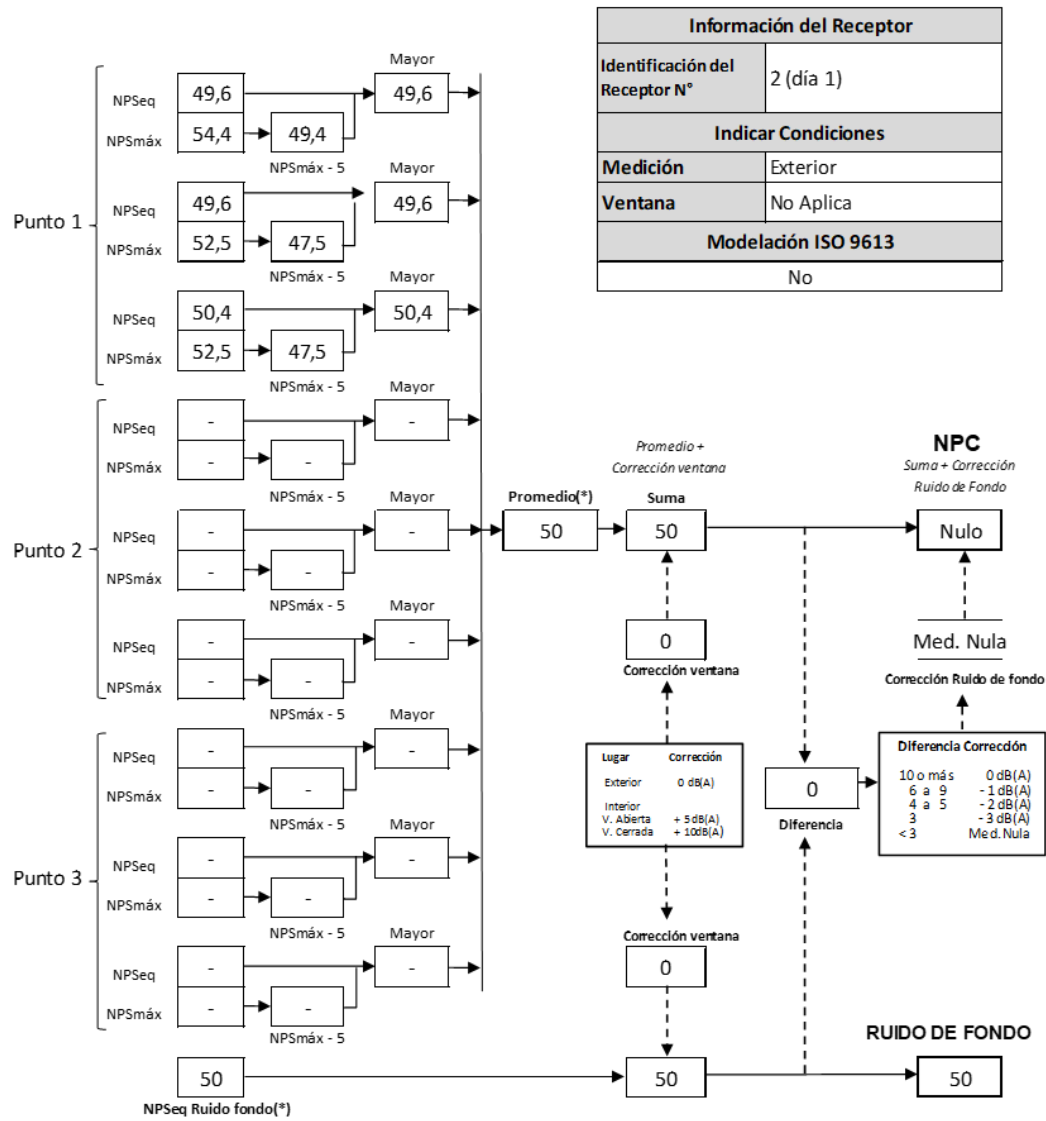 Información del Receptor
Identificación del Receptor N° 2 (día 1)
Indicar Condiciones
Medición Exterior
Ventana No Aplica
Modelación ISO 9613
No
Punto 1
Mayor
NPSeq 49,6 49,6
NPSmáx 54,4 49,4
NPSmáx - 5 Mayor
NPSeq 49,6 49,6
NPSmáx 52,5 47,5
NPSmáx - 5 Mayor
NPSeq 50,4 50,4
NPSmáx 52,5 47,5
NPSmáx - 5 Mayor
Punto 2
NPSeq - -
NPSmáx - -
NPSmáx - 5 Mayor
NPSeq - -
NPSmáx - -
NPSmáx - 5 Mayor
NPSeq - -
NPSmáx - -
NPSmáx - 5 Mayor
Punto 3
NPSeq - -
NPSmáx - -
NPSmáx - 5 Mayor
NPSeq - -
NPSmáx - -
NPSmáx - 5 Mayor
NPSeq - -
NPSmáx - -
NPSmáx - 5
50
NPSeq Ruido fondo(*)
Promedio(*)
50
Promedio +
Corrección ventana
Suma
50
0
Corrección ventana
Lugar Corrección
Exterior 0 dB(A)
Interior
V. Abierta + 5 dB(A)
V. Cerrada + 10dB(A)
Corrección ventana
0
50
0
Diferencia
NPC
Suma + Corrección
Ruido de Fondo
Nulo
Med. Nula
Corrección Ruido de fondo
Diferencia Corrección
10 o más 0 dB(A)
6 a 9 - 1 dB(A)
4 a 5 - 2 dB(A)
3 - 3 dB(A)
< 3 Med. Nula
RUIDO DE FONDO
50